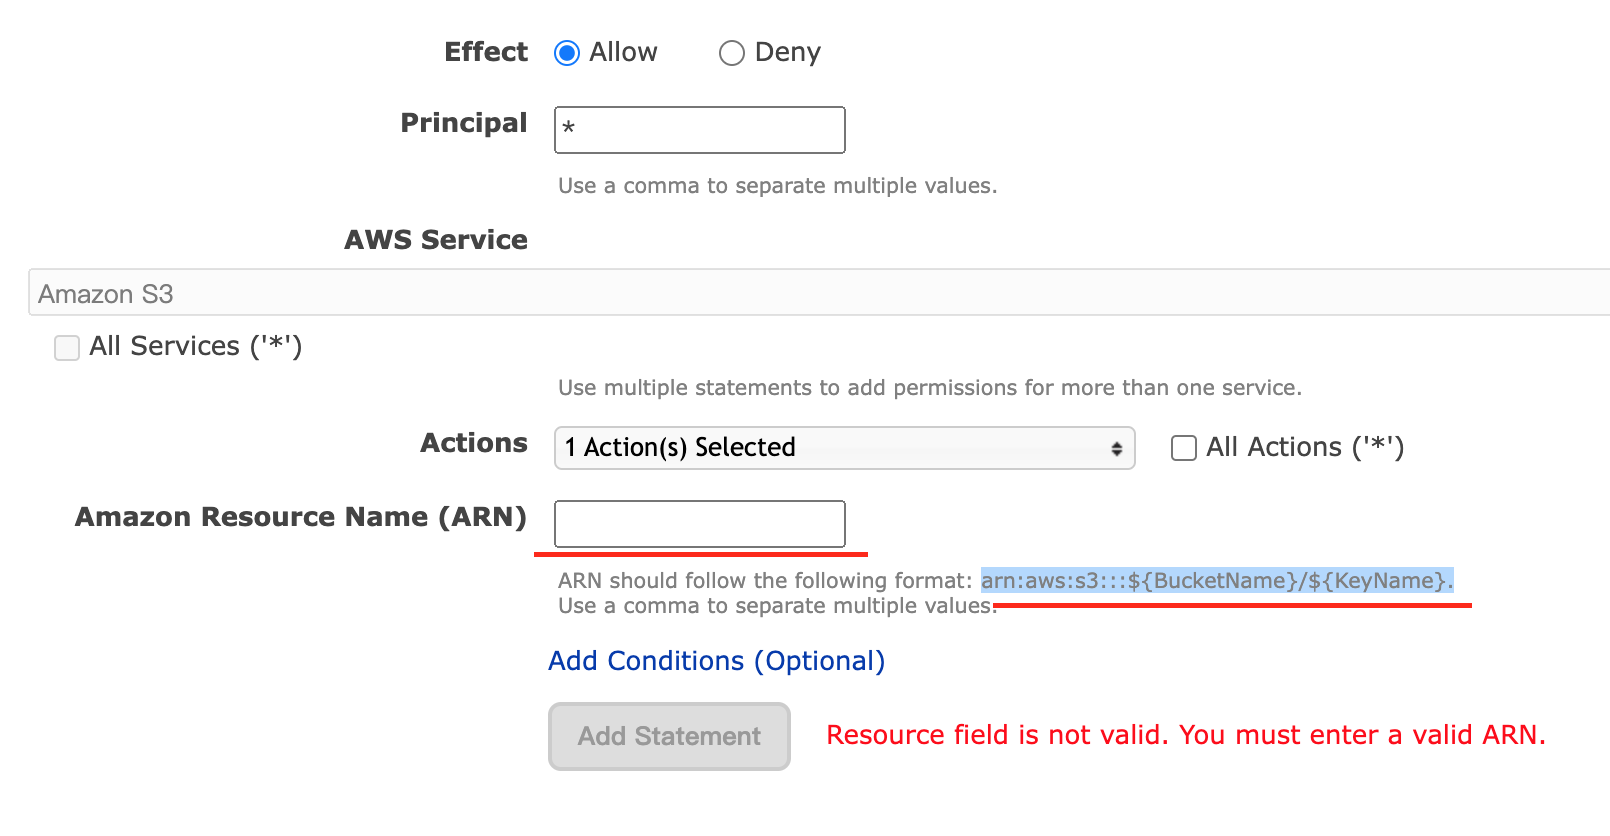 Effect Allow Deny
Principal *
Use a comma to separate multiple values.
AWS Service
Amazon S3
All Services ('*')
Use multiple statements to add permissions for more than one service.
Actions 1 Action(s) Selected All Actions ('*')
Amazon Resource Name (ARN)
ARN should follow the following format: arn:aws:s3:::${BucketName}/${KeyName}.
Use a comma to separate multiple values.
Add Conditions (Optional)
Add Statement Resource field is not valid. You must enter a valid ARN.